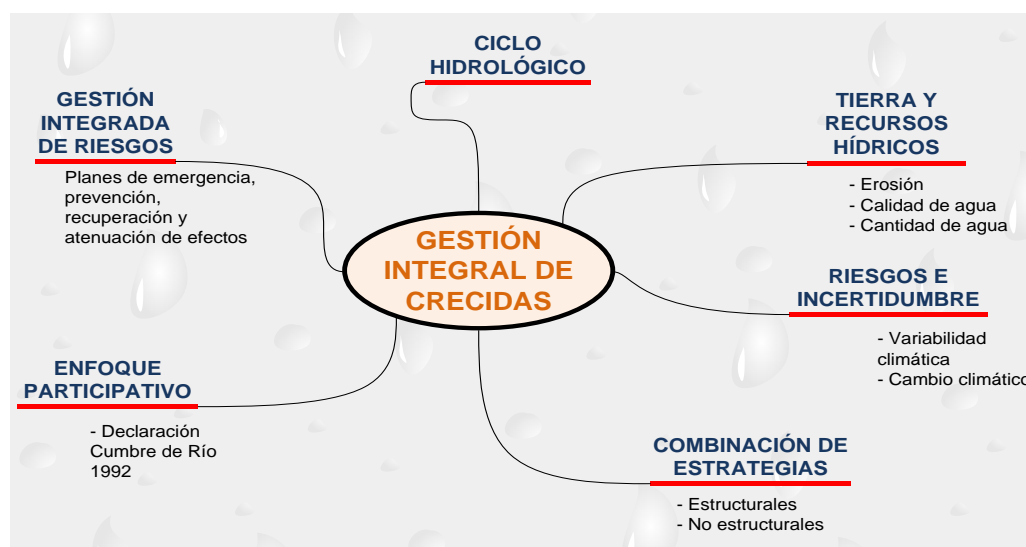 CICLO
HIDROLÓGICO
GESTIÓN
INTEGRADA
DE RIESGOS
Planes de emergencia,
prevención,
recuperación y
atenuación de efectos
TIERRA Y
RECURSOS
HÍDRICOS
- Erosión
- Calidad de agua
- Cantidad de agua
GESTIÓN
INTEGRAL DE
CRECIDAS
RIESGOS E
INCERTIDUMBRE
- Variabilidad
climática
- Cambio climático
ENFOQUE
PARTICIPATIVO
- Declaración
Cumbre de Río
1992
COMBINACIÓN DE
ESTRATEGIAS
- Estructurales
- No estructurales